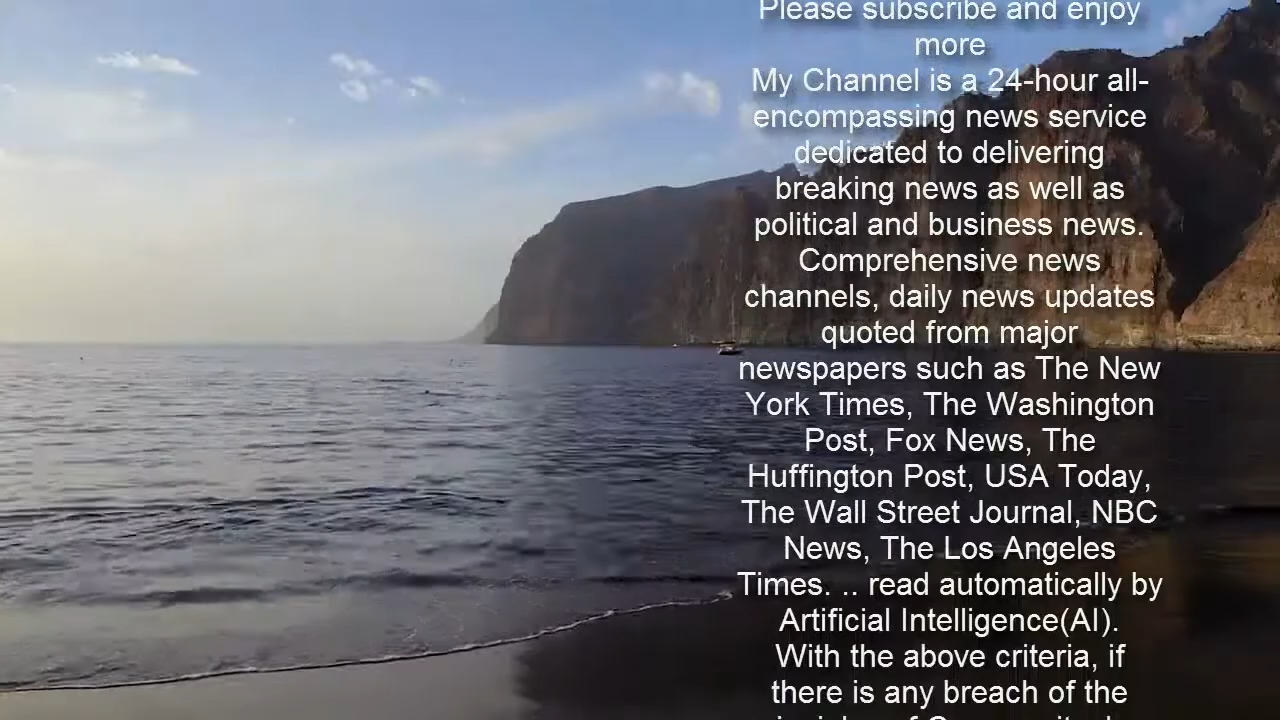 Please subscribe and enjoy
more
My Channel is a 24-hour all-
encompassing news service
dedicated to delivering
breaking news as well as
political and business news.
Comprehensive news
channels, daily news updates
quoted from major
newspapers such as The New
York Times, The Washington
Post, Fox News, The
Huffington Post, USA Today,
The Wall Street Journal, NBC
News, The Los Angeles
Times. .. read automatically by
Artificial Intelligence(AI).
With the above criteria, if
there is any breach of the